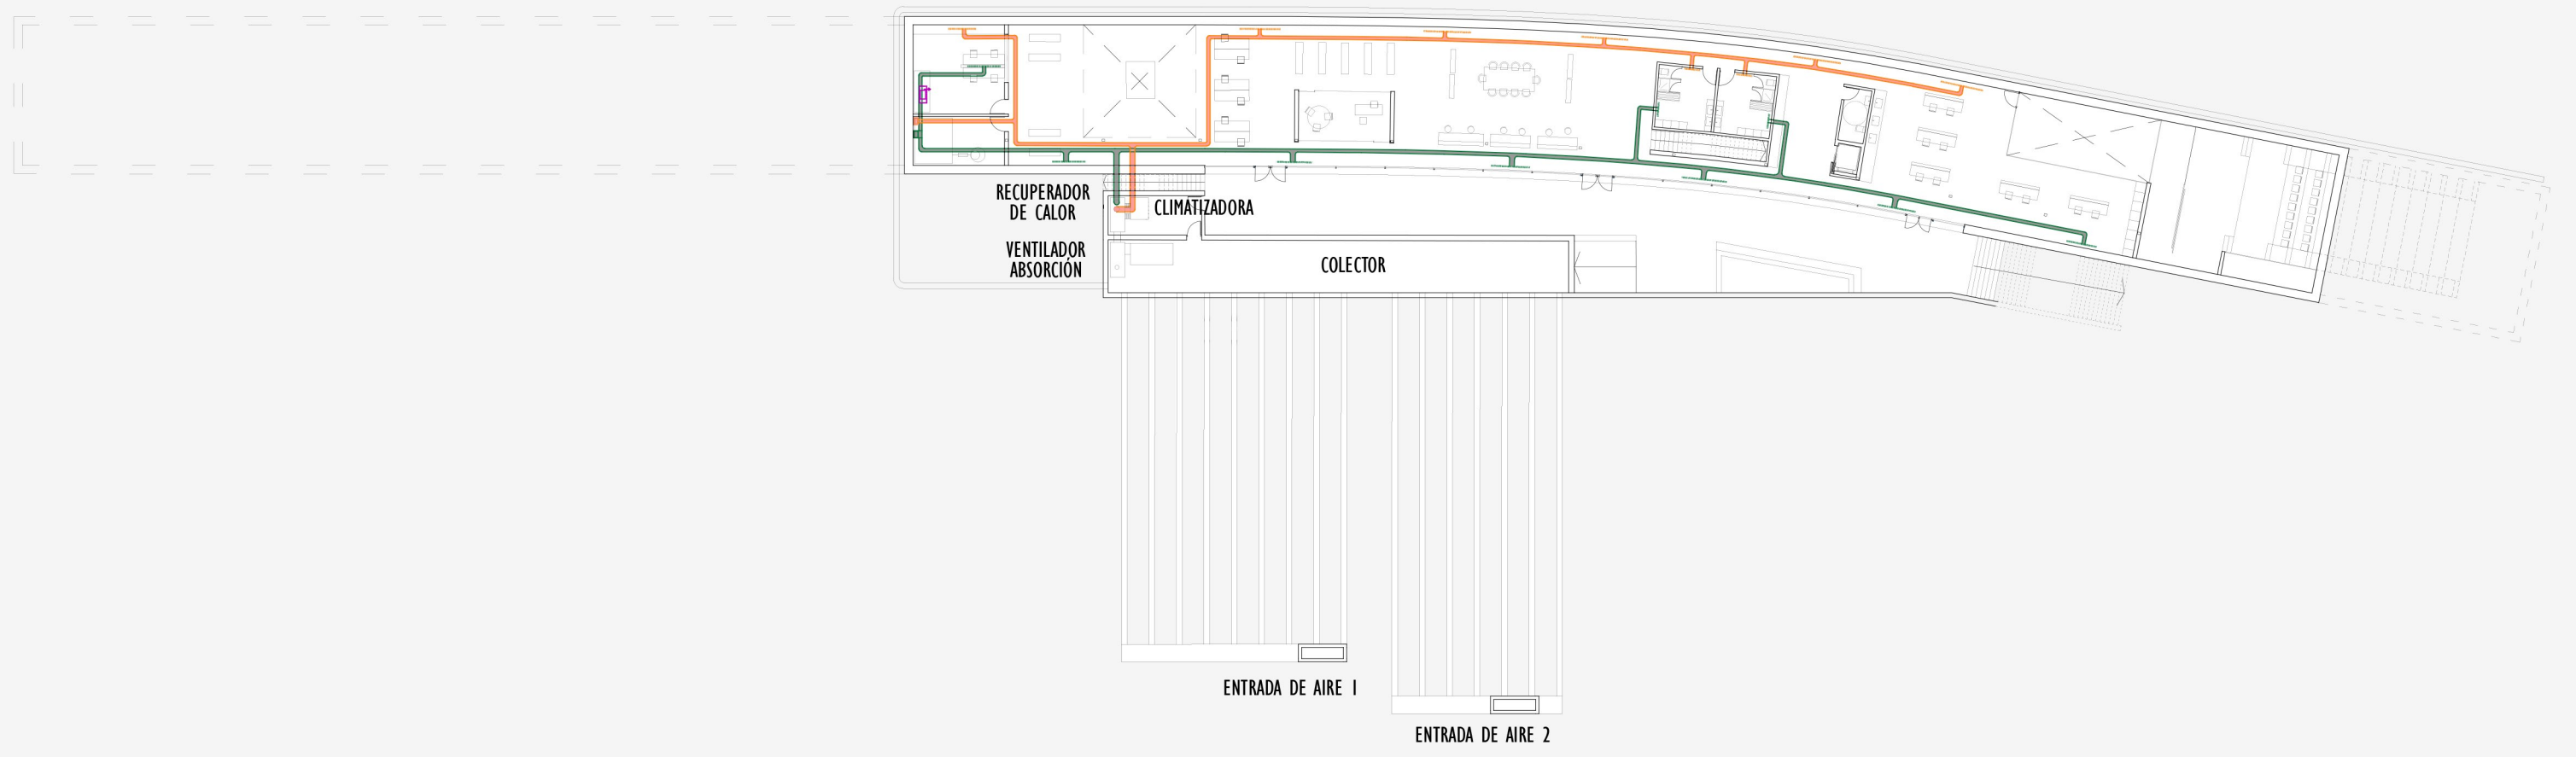 RECUPERADOR
DE CALOR
CLIMATIZADORA
VENTILADOR
ABSORCIÓN
COLECTOR
ENTRADA DE AIRE 1
ENTRADA DE AIRE 2